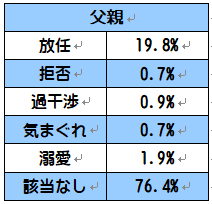 父親
放任 19.8%
拒否 0.7%
過干渉 0.9%
気まぐれ 0.7%
溺愛 1.9%
該当なし 76.4%